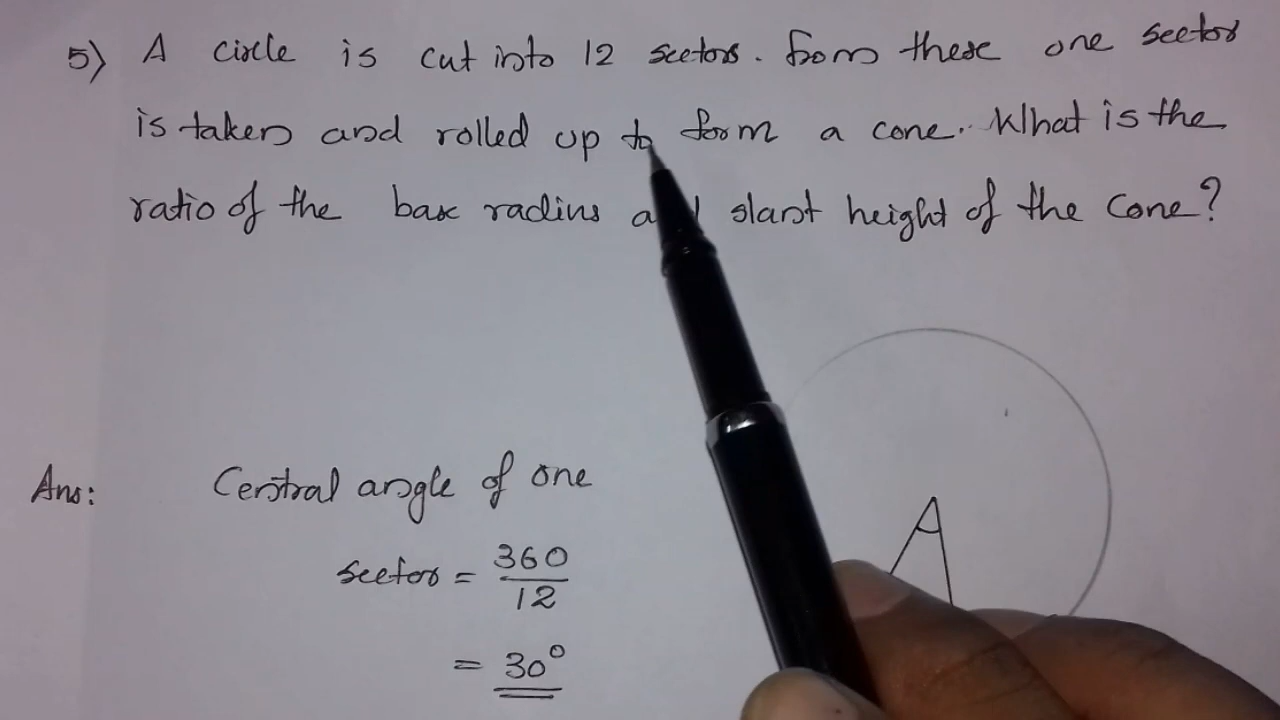 5) A circle is cut into 12 sectors. From these one sector
is taken and rolled up to form a cone. What is the
ratio of the base radius and slant height of the cone?
Ans: Central angle of one
sector = 360/12
= 30°